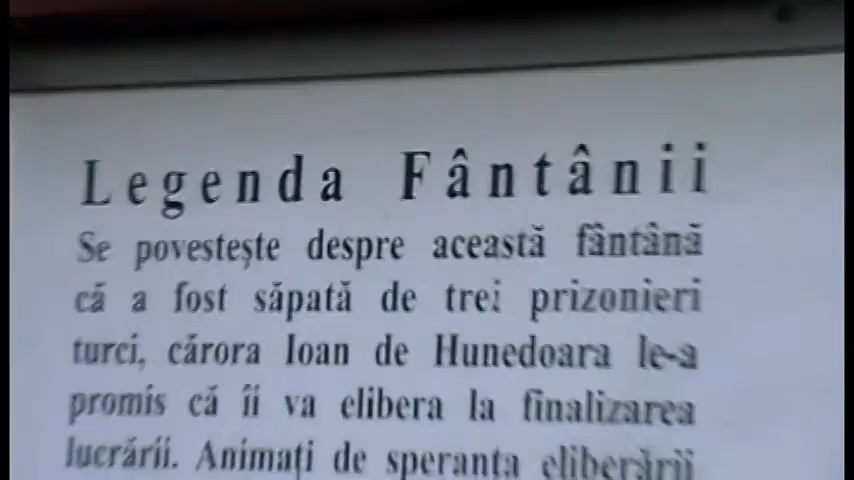 Legenda Fântânii
Se povestește despre această fântână
că a fost săpată de trei prizonieri
turci, cărora Ioan de Hunedoara le-a
promis că îi va elibera la finalizarea
lucrării. Animați de speranța eliberării